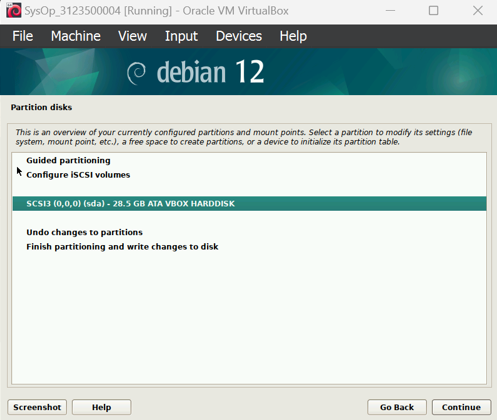 SysOp_3123500004 [Running] - Oracle VM VirtualBox
File Machine View Input Devices Help
debian 12
Partition disks
This is an overview of your currently configured partitions and mount points. Select a partition to modify its settings (file
system, mount point, etc.), a free space to create partitions, or a device to initialize its partition table.
Guided partitioning
Configure iSCSI volumes
SCSI3 (0,0,0) (sda) - 28.5 GB ATA VBOX HARDDISK
Undo changes to partitions
Finish partitioning and write changes to disk
Screenshot Help Go Back Continue